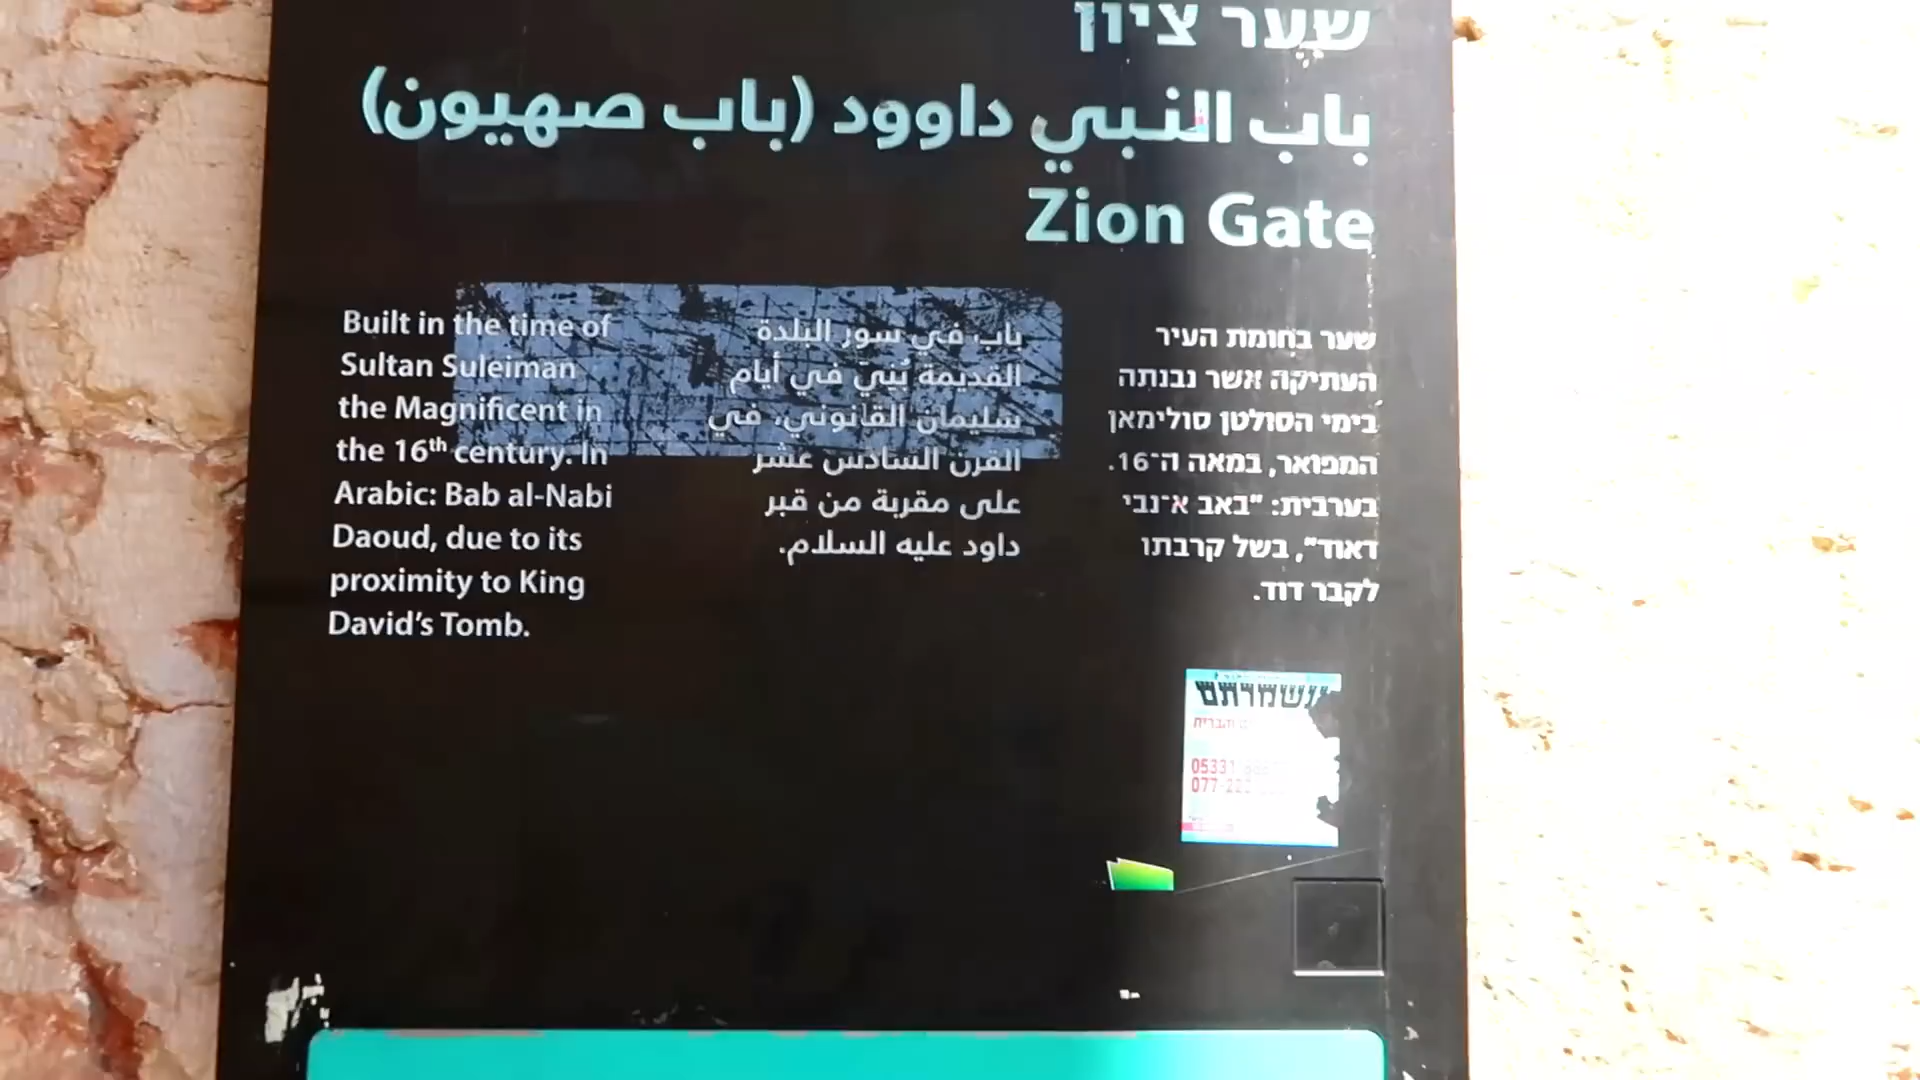 שער ציון
باب النبي داوود (باب صهيون)
Zion Gate
Built in the time of
Sultan Suleiman
the Magnificent in
the 16th century. In
Arabic: Bab al-Nabi
Daoud, due to its
proximity to King
David's Tomb.
باب في سور البلدة
القديمة بُنيَ في أيام
سليمان القانوني، في
القرن السادس عشر
على مقربة من قبر
داود عليه السلام.
שער בחומת העיר
העתיקה אשר נבנתה
בימי הסולטן סולימאן
המפואר, במאה ה־16.
בערבית: "באב א־נבי
דאוד", בשל קרבתו
לקבר דוד.
ונשמרתם
05331
077-22